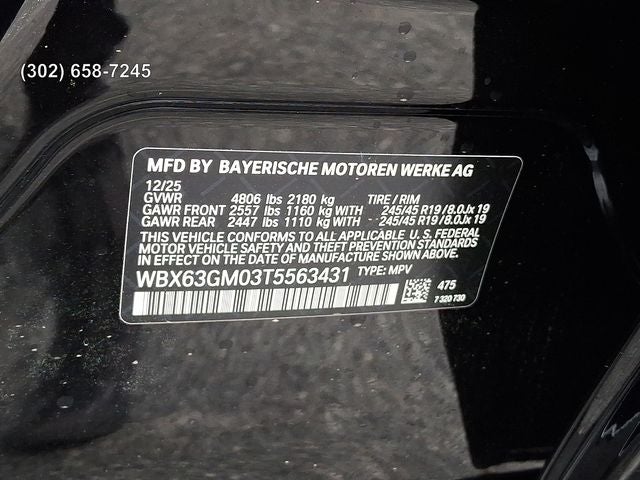 (302) 658-7245
MFD BY BAYERISCHE MOTOREN WERKE AG
12/25
GVWR 4806 lbs 2180 kg TIRE / RIM
GAWR FRONT 2557 lbs 1160 kg WITH 245/45 R19 /8.0Jx 19
GAWR REAR 2447 lbs 1110 kg WITH 245/45 R19 /8.0Jx 19
THIS VEHICLE CONFORMS TO ALL APPLICABLE U. S. FEDERAL
MOTOR VEHICLE SAFETY AND THEFT PREVENTION STANDARDS
IN EFFECT ON THE DATE OF MANUFACTURE SHOWN ABOVE.
WBX63GM03T5563431 TYPE: MPV
475
7 320 730